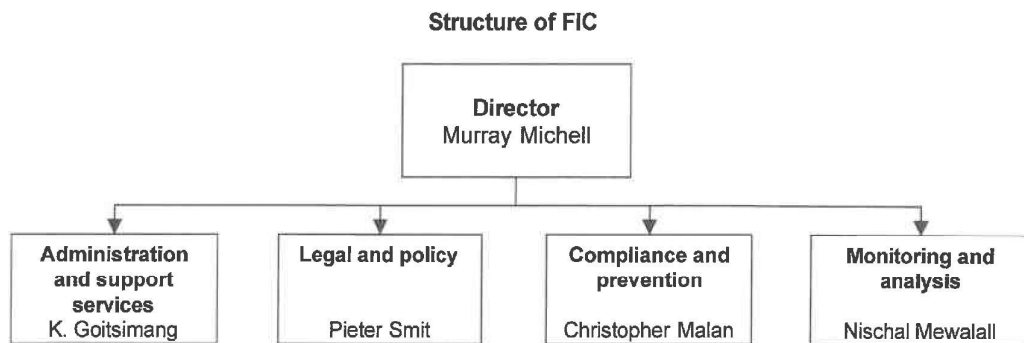 Structure of FIC
Director
Murray Michell
Administration
and support
services
K. Goitsimang
Legal and policy
Pieter Smit
Compliance and
prevention
Christopher Malan
Monitoring and
analysis
Nischal Mewalall